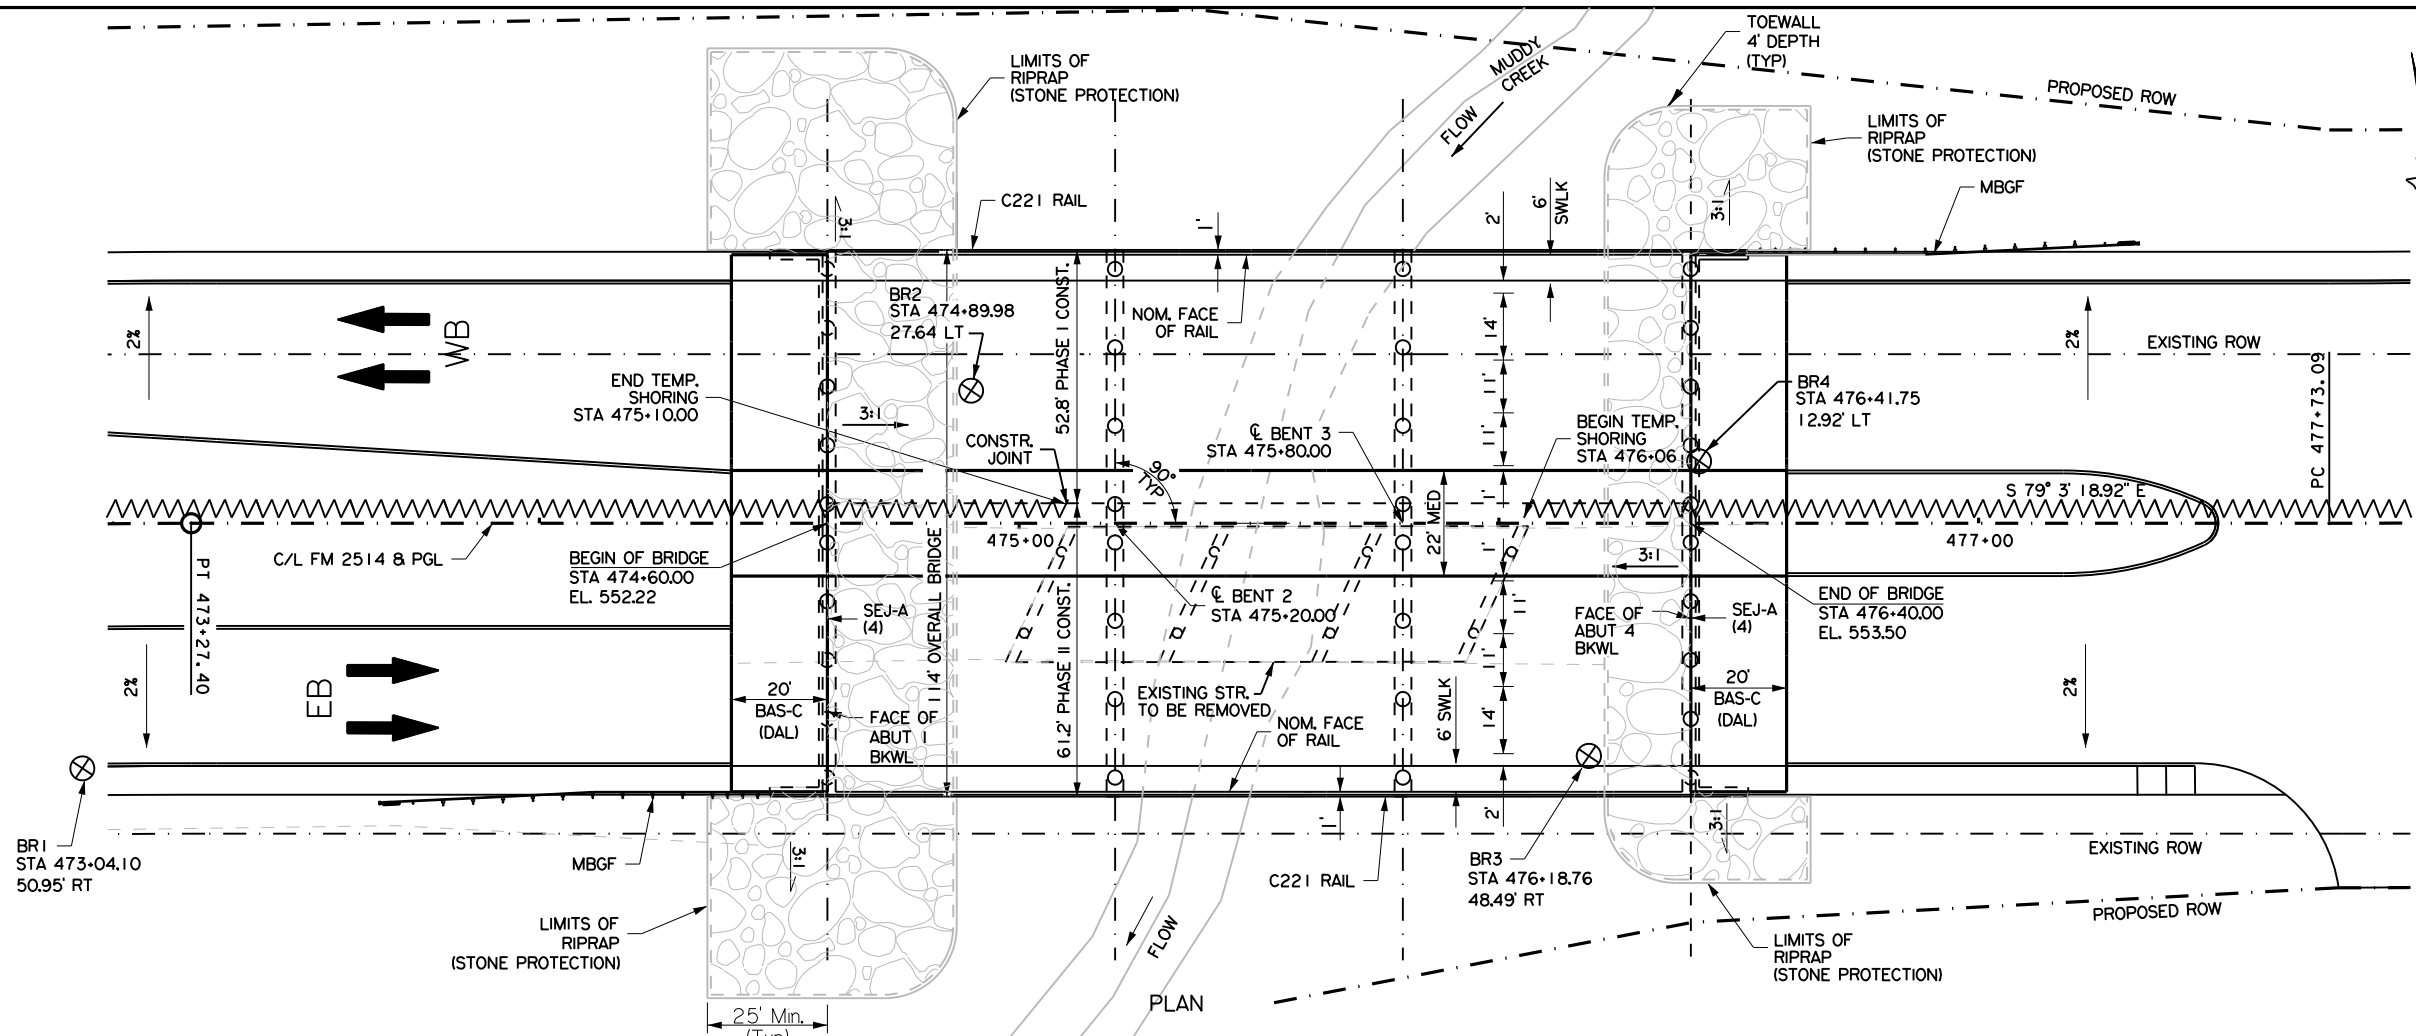 TOEWALL
4' DEPTH
(TYP)
LIMITS OF
RIPRAP
(STONE PROTECTION)
MUDDY
CREEK
FLOW
PROPOSED ROW
LIMITS OF
RIPRAP
(STONE PROTECTION)
MBGF
C221 RAIL
1'
2'
6'
SWLK
3:1
3:1
2%
WB
BR2
STA 474+89.98
27.64 LT
52.8' PHASE I CONST.
NOM. FACE
OF RAIL
14'
11'
11'
2%
EXISTING ROW
PC 477+73.09
END TEMP.
SHORING
STA 475+10.00
3:1
CONSTR.
JOINT
90°
TYP
℄ BENT 3
STA 475+80.00
BEGIN TEMP.
SHORING
STA 476+06
BR4
STA 476+41.75
12.92' LT
S 79° 3' 18.92" E
PT 473+27.40
C/L FM 2514 & PGL
BEGIN OF BRIDGE
STA 474+60.00
EL. 552.22
475+00
114' OVERALL BRIDGE
22' MED
1'
1'
3:1
477+00
END OF BRIDGE
STA 476+40.00
EL. 553.50
SEJ-A
(4)
61.2' PHASE II CONST.
℄ BENT 2
STA 475+20.00
11'
11'
14'
FACE OF
ABUT 4
BKWL
SEJ-A
(4)
2%
EB
20'
BAS-C
(DAL)
FACE OF
ABUT 1
BKWL
EXISTING STR.
TO BE REMOVED
NOM. FACE
OF RAIL
6' SWLK
20'
BAS-C
(DAL)
2%
BR1
STA 473+04.10
50.95' RT
MBGF
3:1
1'
2'
C221 RAIL
BR3
STA 476+18.76
48.49' RT
3:1
EXISTING ROW
LIMITS OF
RIPRAP
(STONE PROTECTION)
FLOW
PROPOSED ROW
LIMITS OF
RIPRAP
(STONE PROTECTION)
PLAN
25' Min.
(Typ)